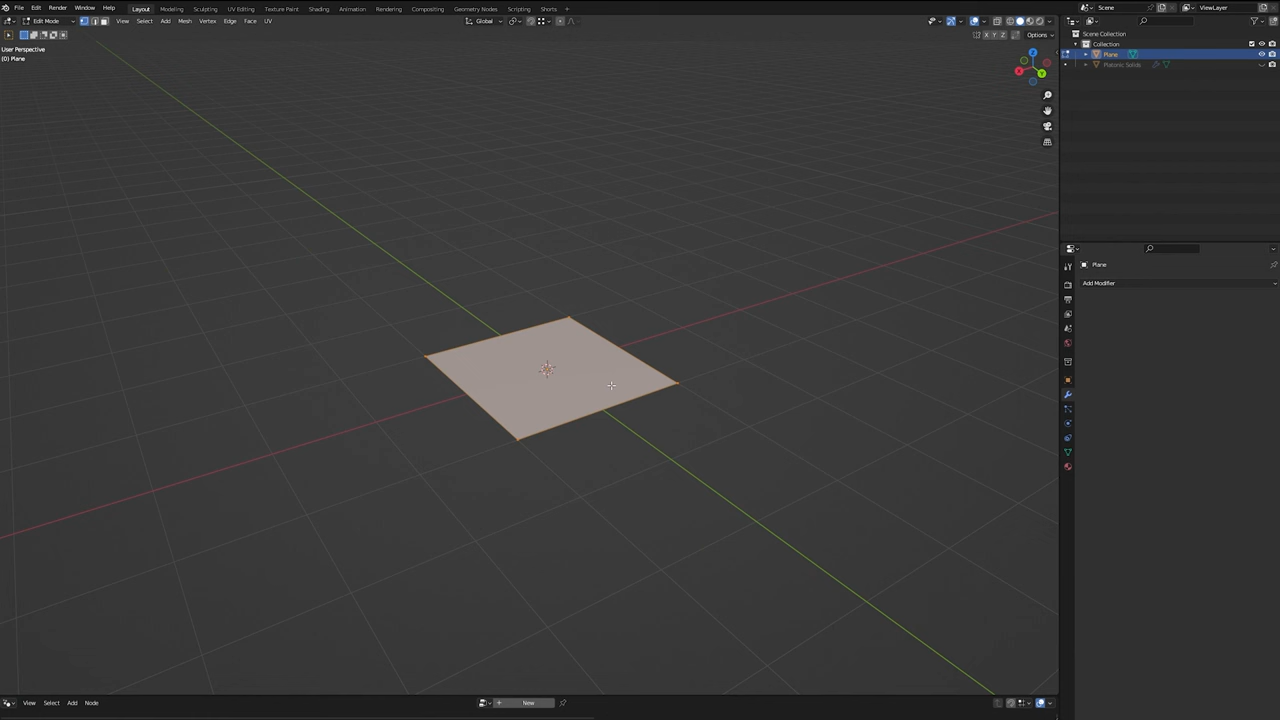 File Edit Render Window Help Layout Modeling Sculpting UV Editing Texture Paint Shading Animation Rendering Compositing Geometry Nodes Scripting Shorts + Scene ViewLayer
Edit Mode View Select Add Mesh Vertex Edge Face UV Global
X Y Z Options
User Perspective
(0) Plane
Z
X
Y
Scene Collection
Collection
Plane
Platonic Solids
Plane
Add Modifier
View Select Add Node + New